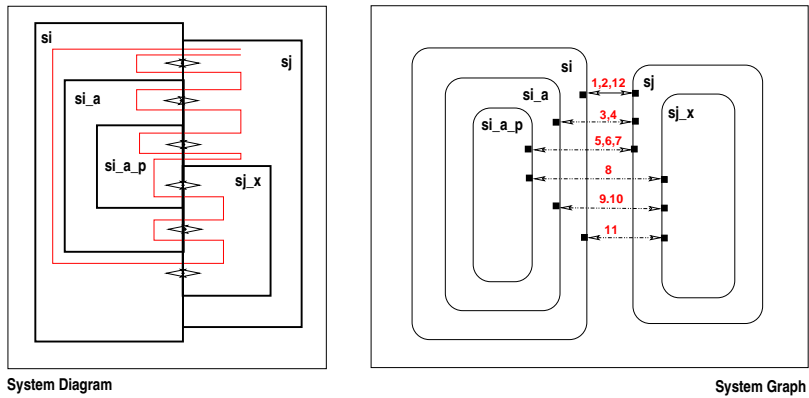 si
sj
si_a
si_a_p
sj_x
System Diagram
si
sj
1,2,12
si_a
3,4
sj_x
si_a_p
5,6,7
8
9.10
11
System Graph